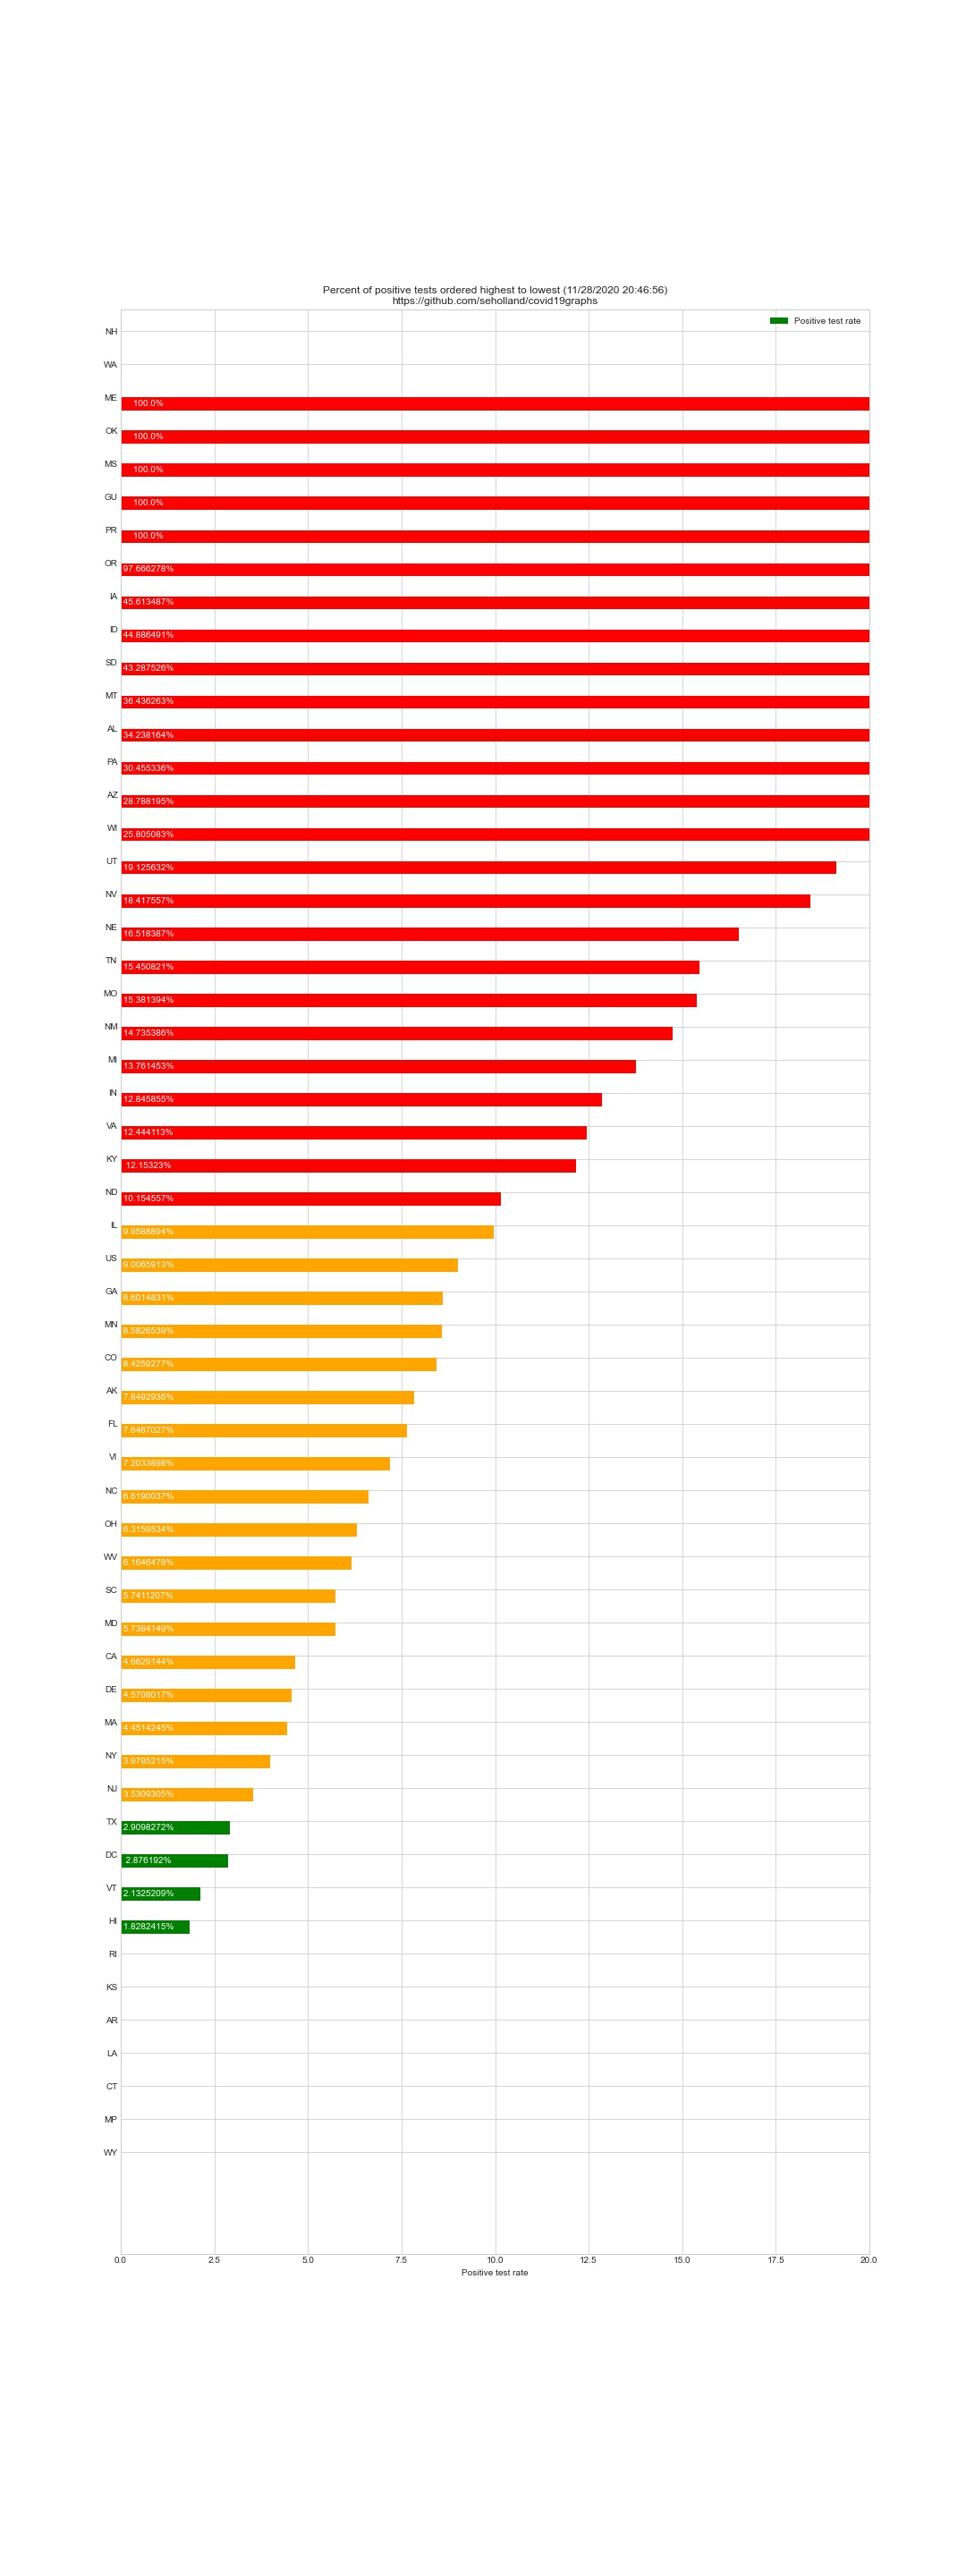 Percent of positive tests ordered highest to lowest (11/28/2020 20:46:56)
https://github.com/seholland/covid19graphs
Positive test rate
NH
WA
ME 100.0%
OK 100.0%
MS 100.0%
GU 100.0%
PR 100.0%
OR 97.666278%
IA 45.613487%
ID 44.886491%
SD 43.287526%
MT 36.436263%
AL 34.238164%
PA 30.455336%
AZ 28.788195%
WI 25.805083%
UT 19.125632%
NV 18.417557%
NE 16.518387%
TN 15.450821%
MO 15.381394%
NM 14.735386%
MI 13.761453%
IN 12.845855%
VA 12.444113%
KY 12.15323%
ND 10.154557%
IL 9.9588894%
US 9.0065913%
GA 8.6014831%
MN 8.5826539%
CO 8.4259277%
AK 7.8492936%
FL 7.6467027%
VI 7.2033898%
NC 6.6190037%
OH 6.3159534%
WV 6.1646478%
SC 5.7411207%
MD 5.7384149%
CA 4.6629144%
DE 4.5708017%
MA 4.4514245%
NY 3.9795215%
NJ 3.5309305%
TX 2.9098272%
DC 2.876192%
VT 2.1325209%
HI 1.8282415%
RI
KS
AR
LA
CT
MP
WY
0.0 2.5 5.0 7.5 10.0 12.5 15.0 17.5 20.0
Positive test rate